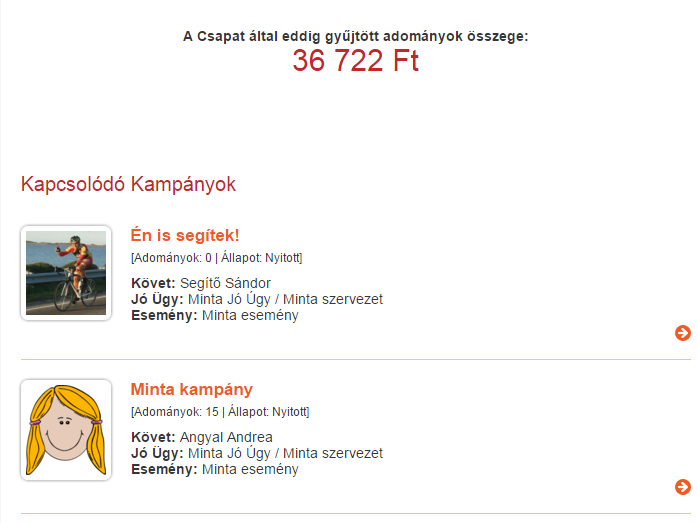 A Csapat által eddig gyűjtött adományok összege:
36 722 Ft
Kapcsolódó Kampányok
Én is segítek!
[Adományok: 0 | Állapot: Nyitott]
Követ: Segítő Sándor
Jó Ügy: Minta Jó Ügy / Minta szervezet
Esemény: Minta esemény
Minta kampány
[Adományok: 15 | Állapot: Nyitott]
Követ: Angyal Andrea
Jó Ügy: Minta Jó Ügy / Minta szervezet
Esemény: Minta esemény